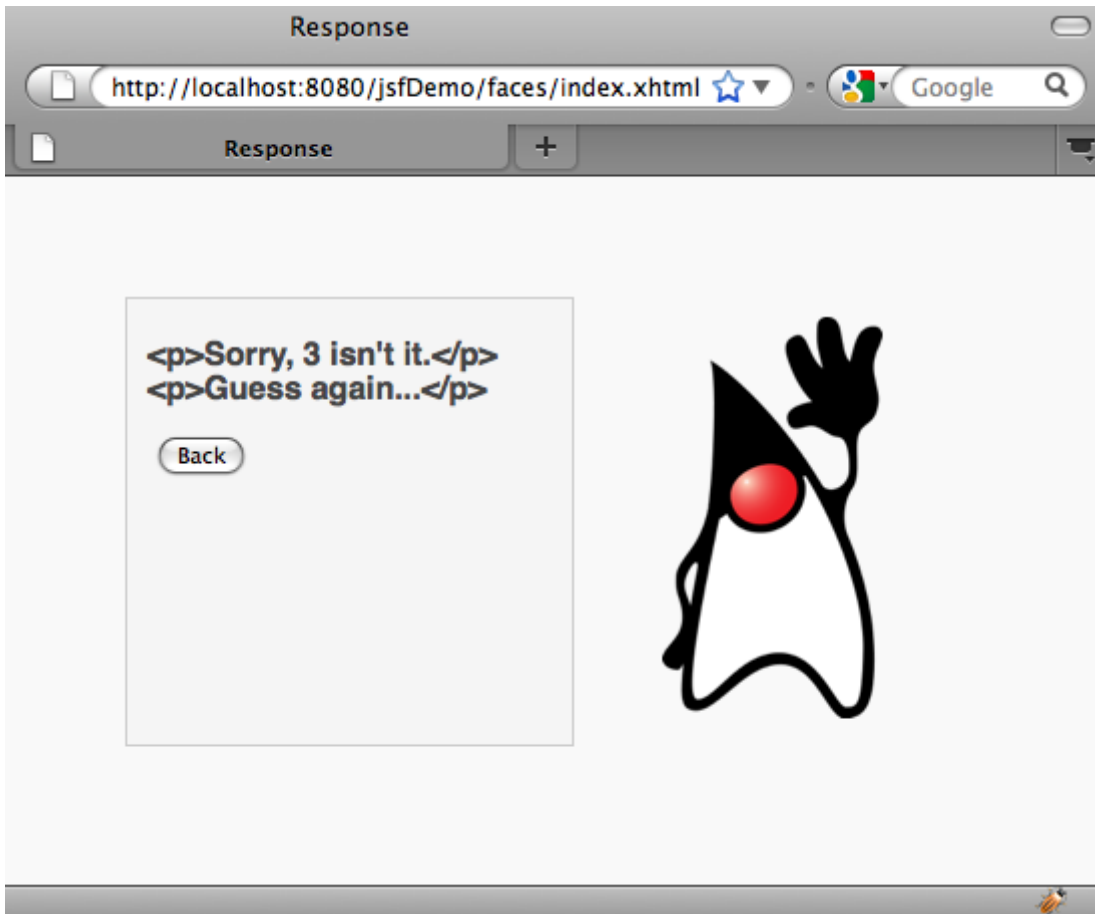 Response
http://localhost:8080/jsfDemo/faces/index.xhtml
Google
Response
<p>Sorry, 3 isn't it.</p>
<p>Guess again...</p>
Back